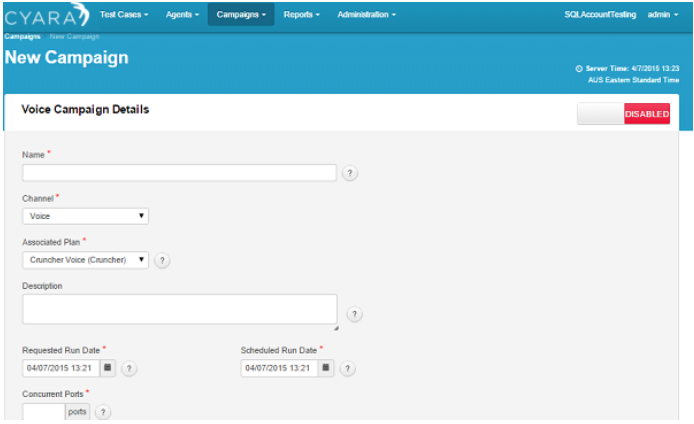 CYARA Test Cases Agents Campaigns Reports Administration SQLAccountTesting admin
Campaigns New Campaign
New Campaign
Server Time: 4/7/2015 13:23
AUS Eastern Standard Time
Voice Campaign Details
DISABLED
Name *
?
Channel *
Voice
Associated Plan *
Cruncher Voice (Cruncher) ?
Description
?
Requested Run Date * Scheduled Run Date *
04/07/2015 13:21 ? 04/07/2015 13:21 ?
Concurrent Ports *
ports ?